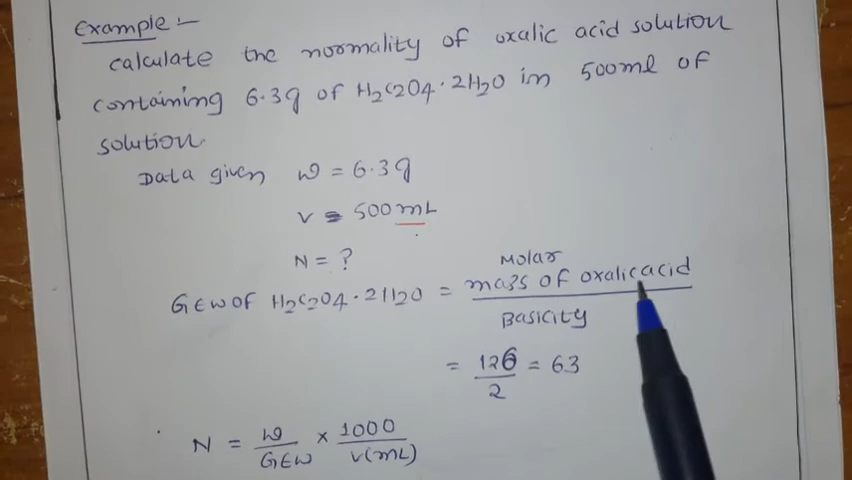 Example :-
calculate the normality of oxalic acid solution
containing 6.3g of H2C2O4·2H2O in 500ml of
solution.
Data given W = 6.3g
V = 500mL
N = ?
GEW OF H2C2O4·2H2O = Molar mass of oxalic acid / Basicity
= 126/2 = 63
N = W/GEW × 1000/V(mL)